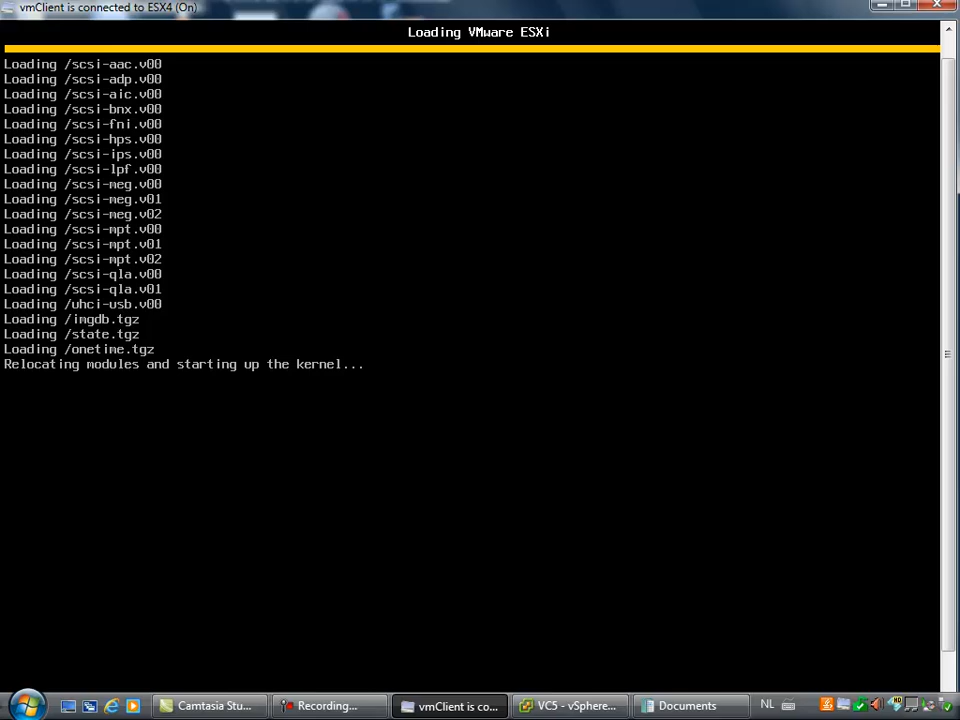 vmClient is connected to ESX4 (On)
Loading VMware ESXi
Loading /scsi-aac.v00
Loading /scsi-adp.v00
Loading /scsi-aic.v00
Loading /scsi-bnx.v00
Loading /scsi-fni.v00
Loading /scsi-hps.v00
Loading /scsi-ips.v00
Loading /scsi-lpf.v00
Loading /scsi-meg.v00
Loading /scsi-meg.v01
Loading /scsi-meg.v02
Loading /scsi-mpt.v00
Loading /scsi-mpt.v01
Loading /scsi-mpt.v02
Loading /scsi-qla.v00
Loading /scsi-qla.v01
Loading /uhci-usb.v00
Loading /imgdb.tgz
Loading /state.tgz
Loading /onetime.tgz
Relocating modules and starting up the kernel...
Camtasia Stu... Recording... vmClient is co... VC5 - vSphere... Documents NL